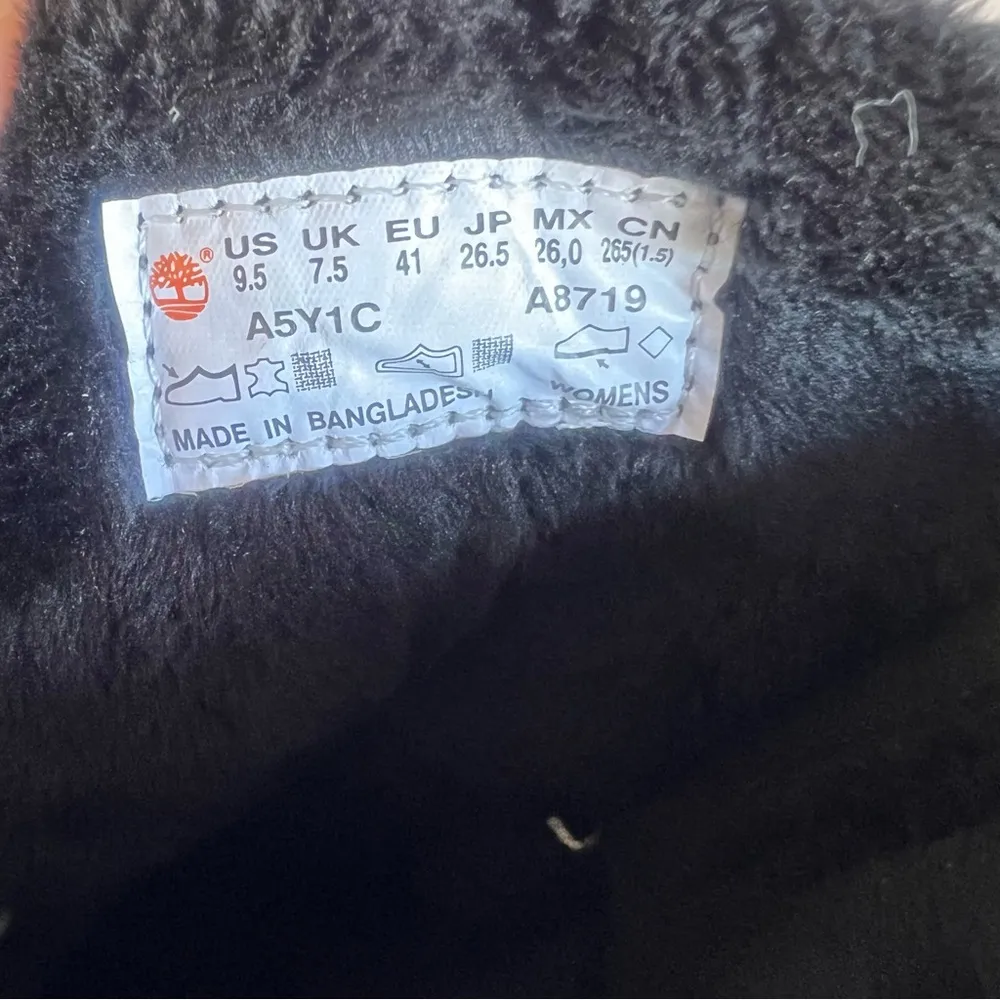 US UK EU JP MX CN
9.5 7.5 41 26.5 26,0 265(1.5)
A5Y1C A8719
MADE IN BANGLADESH WOMENS
®